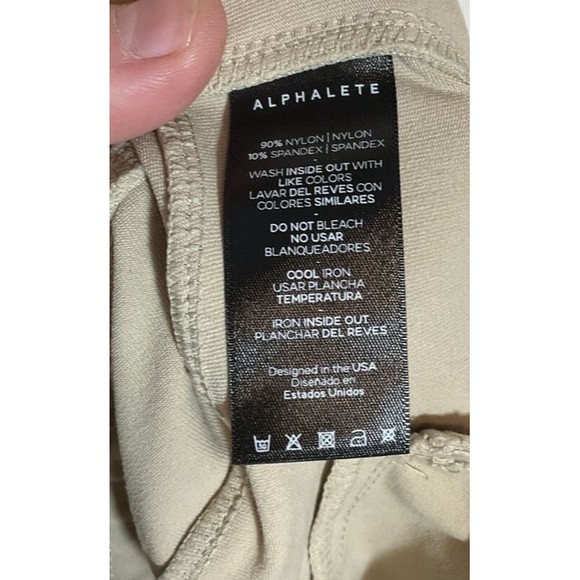 ALPHALETE
90% NYLON | NYLON
10% SPANDEX | SPANDEX
WASH INSIDE OUT WITH
LIKE COLORS
LAVAR DEL REVES CON
COLORES SIMILARES
DO NOT BLEACH
NO USAR
BLANQUEADORES
COOL IRON
USAR PLANCHA
TEMPERATURA
IRON INSIDE OUT
PLANCHAR DEL REVES
Designed in the USA
Diseñado en
Estados Unidos